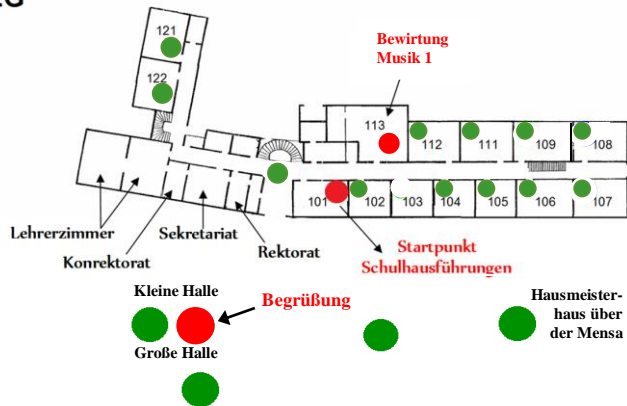 EG
121
122
Bewirtung
Musik 1
113
112
111
109
108
101
102
103
104
105
106
107
Lehrerzimmer
Konrektorat
Sekretariat
Rektorat
Startpunkt
Schulhausführungen
Kleine Halle
Begrüßung
Große Halle
Hausmeister-
haus über
der Mensa